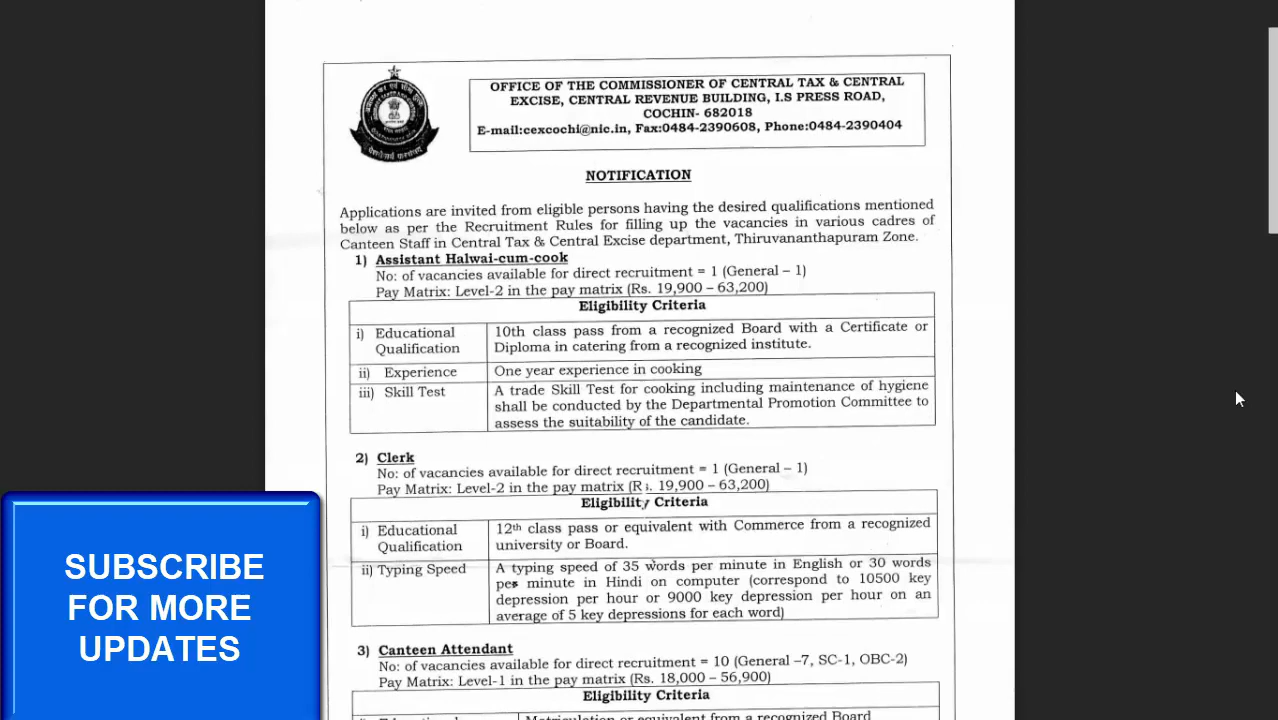 OFFICE OF THE COMMISSIONER OF CENTRAL TAX & CENTRAL
EXCISE, CENTRAL REVENUE BUILDING, I.S PRESS ROAD,
COCHIN- 682018
E-mail:cexcochi@nic.in, Fax:0484-2390608, Phone:0484-2390404
NOTIFICATION
Applications are invited from eligible persons having the desired qualifications mentioned
below as per the Recruitment Rules for filling up the vacancies in various cadres of
Canteen Staff in Central Tax & Central Excise department, Thiruvananthapuram Zone.
1) Assistant Halwai-cum-cook
No: of vacancies available for direct recruitment = 1 (General – 1)
Pay Matrix: Level-2 in the pay matrix (Rs. 19,900 – 63,200)
Eligibility Criteria
i) Educational Qualification 10th class pass from a recognized Board with a Certificate or
Diploma in catering from a recognized institute.
ii) Experience One year experience in cooking
iii) Skill Test A trade Skill Test for cooking including maintenance of hygiene
shall be conducted by the Departmental Promotion Committee to
assess the suitability of the candidate.
2) Clerk
No: of vacancies available for direct recruitment = 1 (General – 1)
Pay Matrix: Level-2 in the pay matrix (Rs. 19,900 – 63,200)
Eligibility Criteria
i) Educational Qualification 12th class pass or equivalent with Commerce from a recognized
university or Board.
ii) Typing Speed A typing speed of 35 words per minute in English or 30 words
per minute in Hindi on computer (correspond to 10500 key
depression per hour or 9000 key depression per hour on an
average of 5 key depressions for each word)
3) Canteen Attendant
No: of vacancies available for direct recruitment = 10 (General –7, SC-1, OBC-2)
Pay Matrix: Level-1 in the pay matrix (Rs. 18,000 – 56,900)
Eligibility Criteria
Matriculation or equivalent from a recognized Board
SUBSCRIBE
FOR MORE
UPDATES